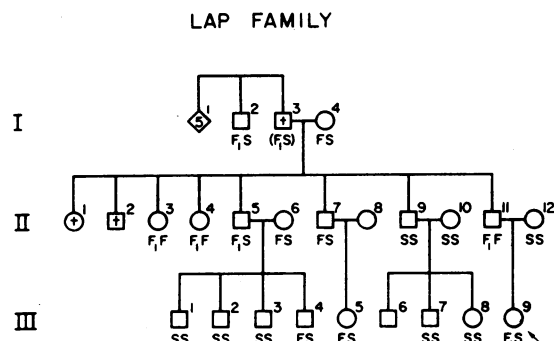 LAP FAMILY
1 2 3 4
I 5
F₁S (F₁S) FS
1 2 3 4 5 6 7 8 9 10 11 12
II
F₁F F₁F F₁S FS FS SS SS F₁F SS
1 2 3 4 5 6 7 8 9
III
SS SS SS FS FS SS SS F₁S